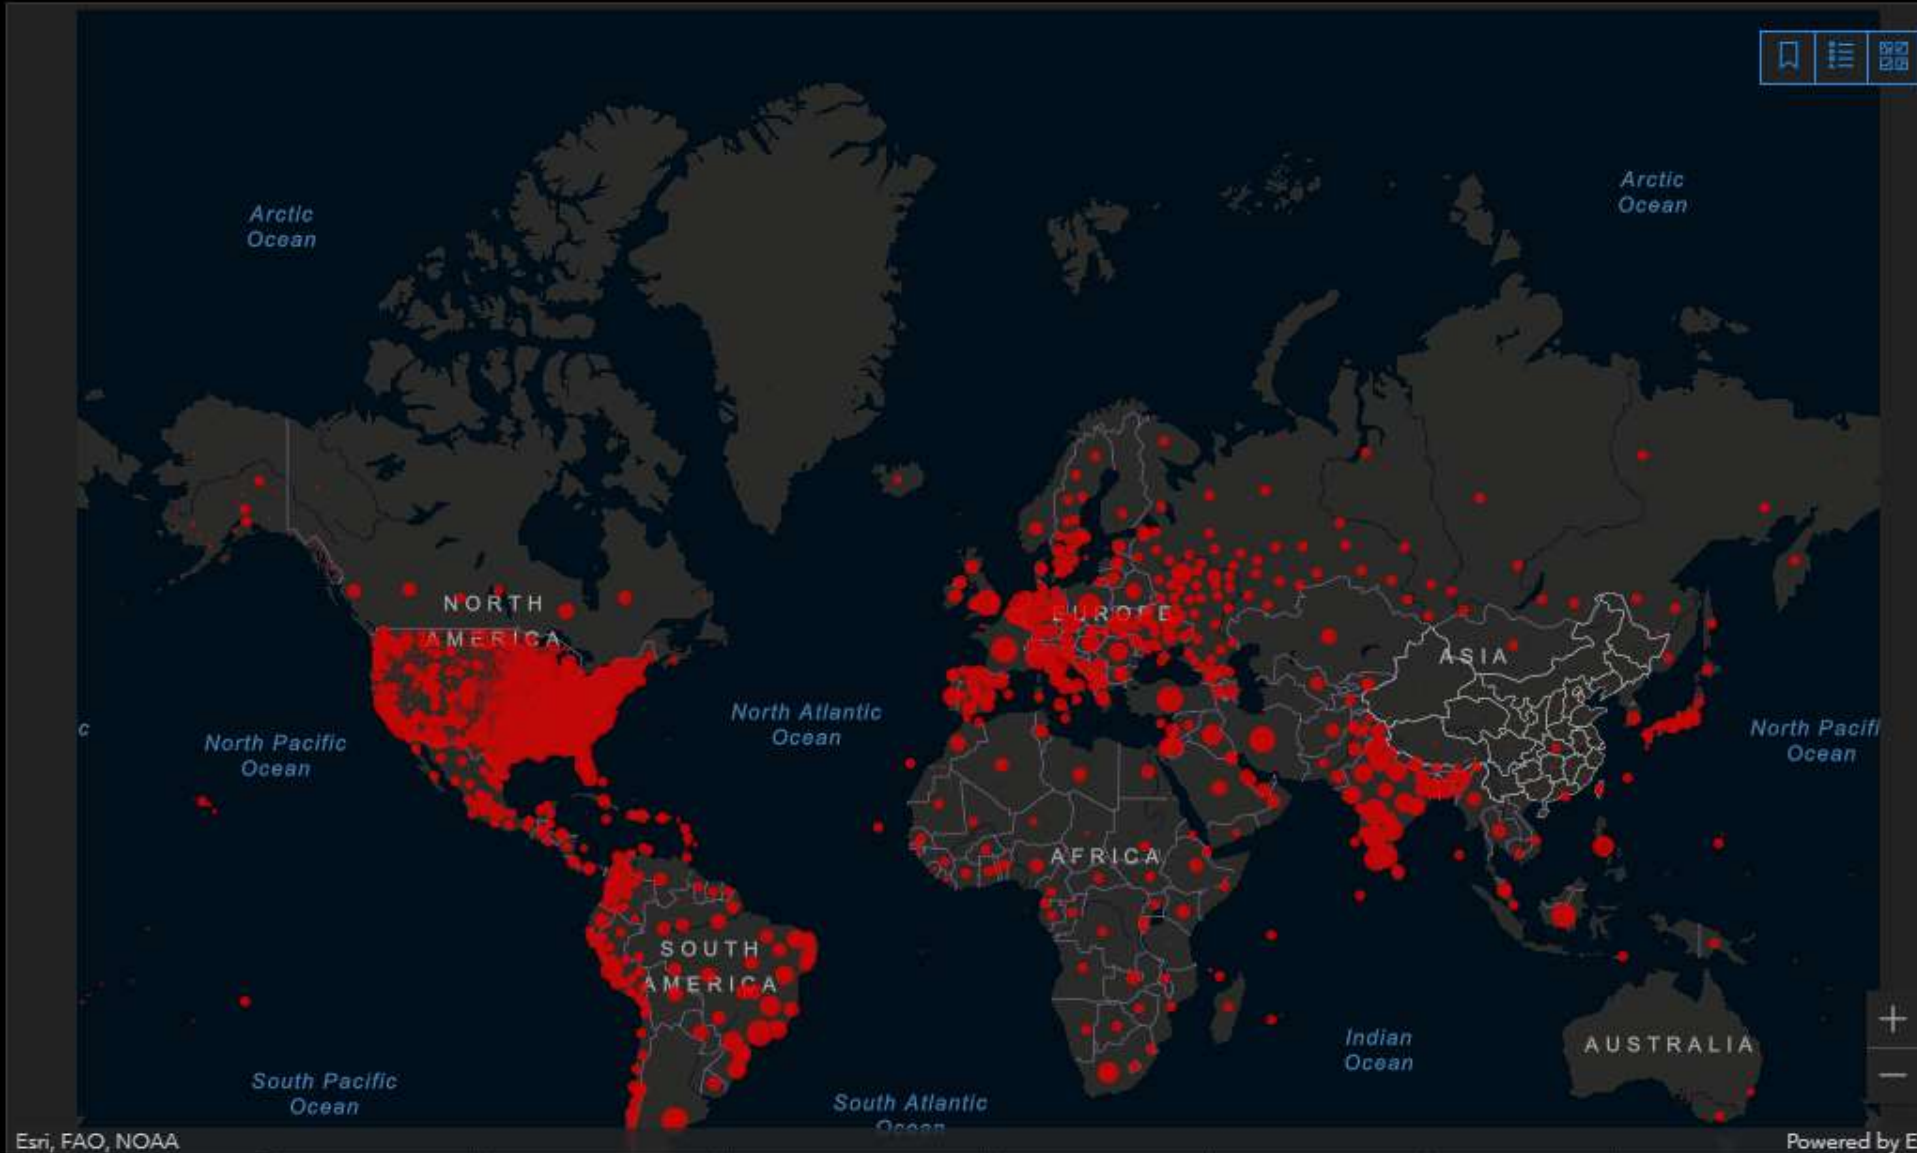 Arctic
Ocean
Arctic
Ocean
NORTH
AMERICA
EUROPE
ASIA
c
North Pacific
Ocean
North Atlantic
Ocean
North Pacifi
Ocean
AFRICA
SOUTH
AMERICA
Indian
Ocean
AUSTRALIA
South Pacific
Ocean
South Atlantic
Ocean
Esri, FAO, NOAA
Powered by E